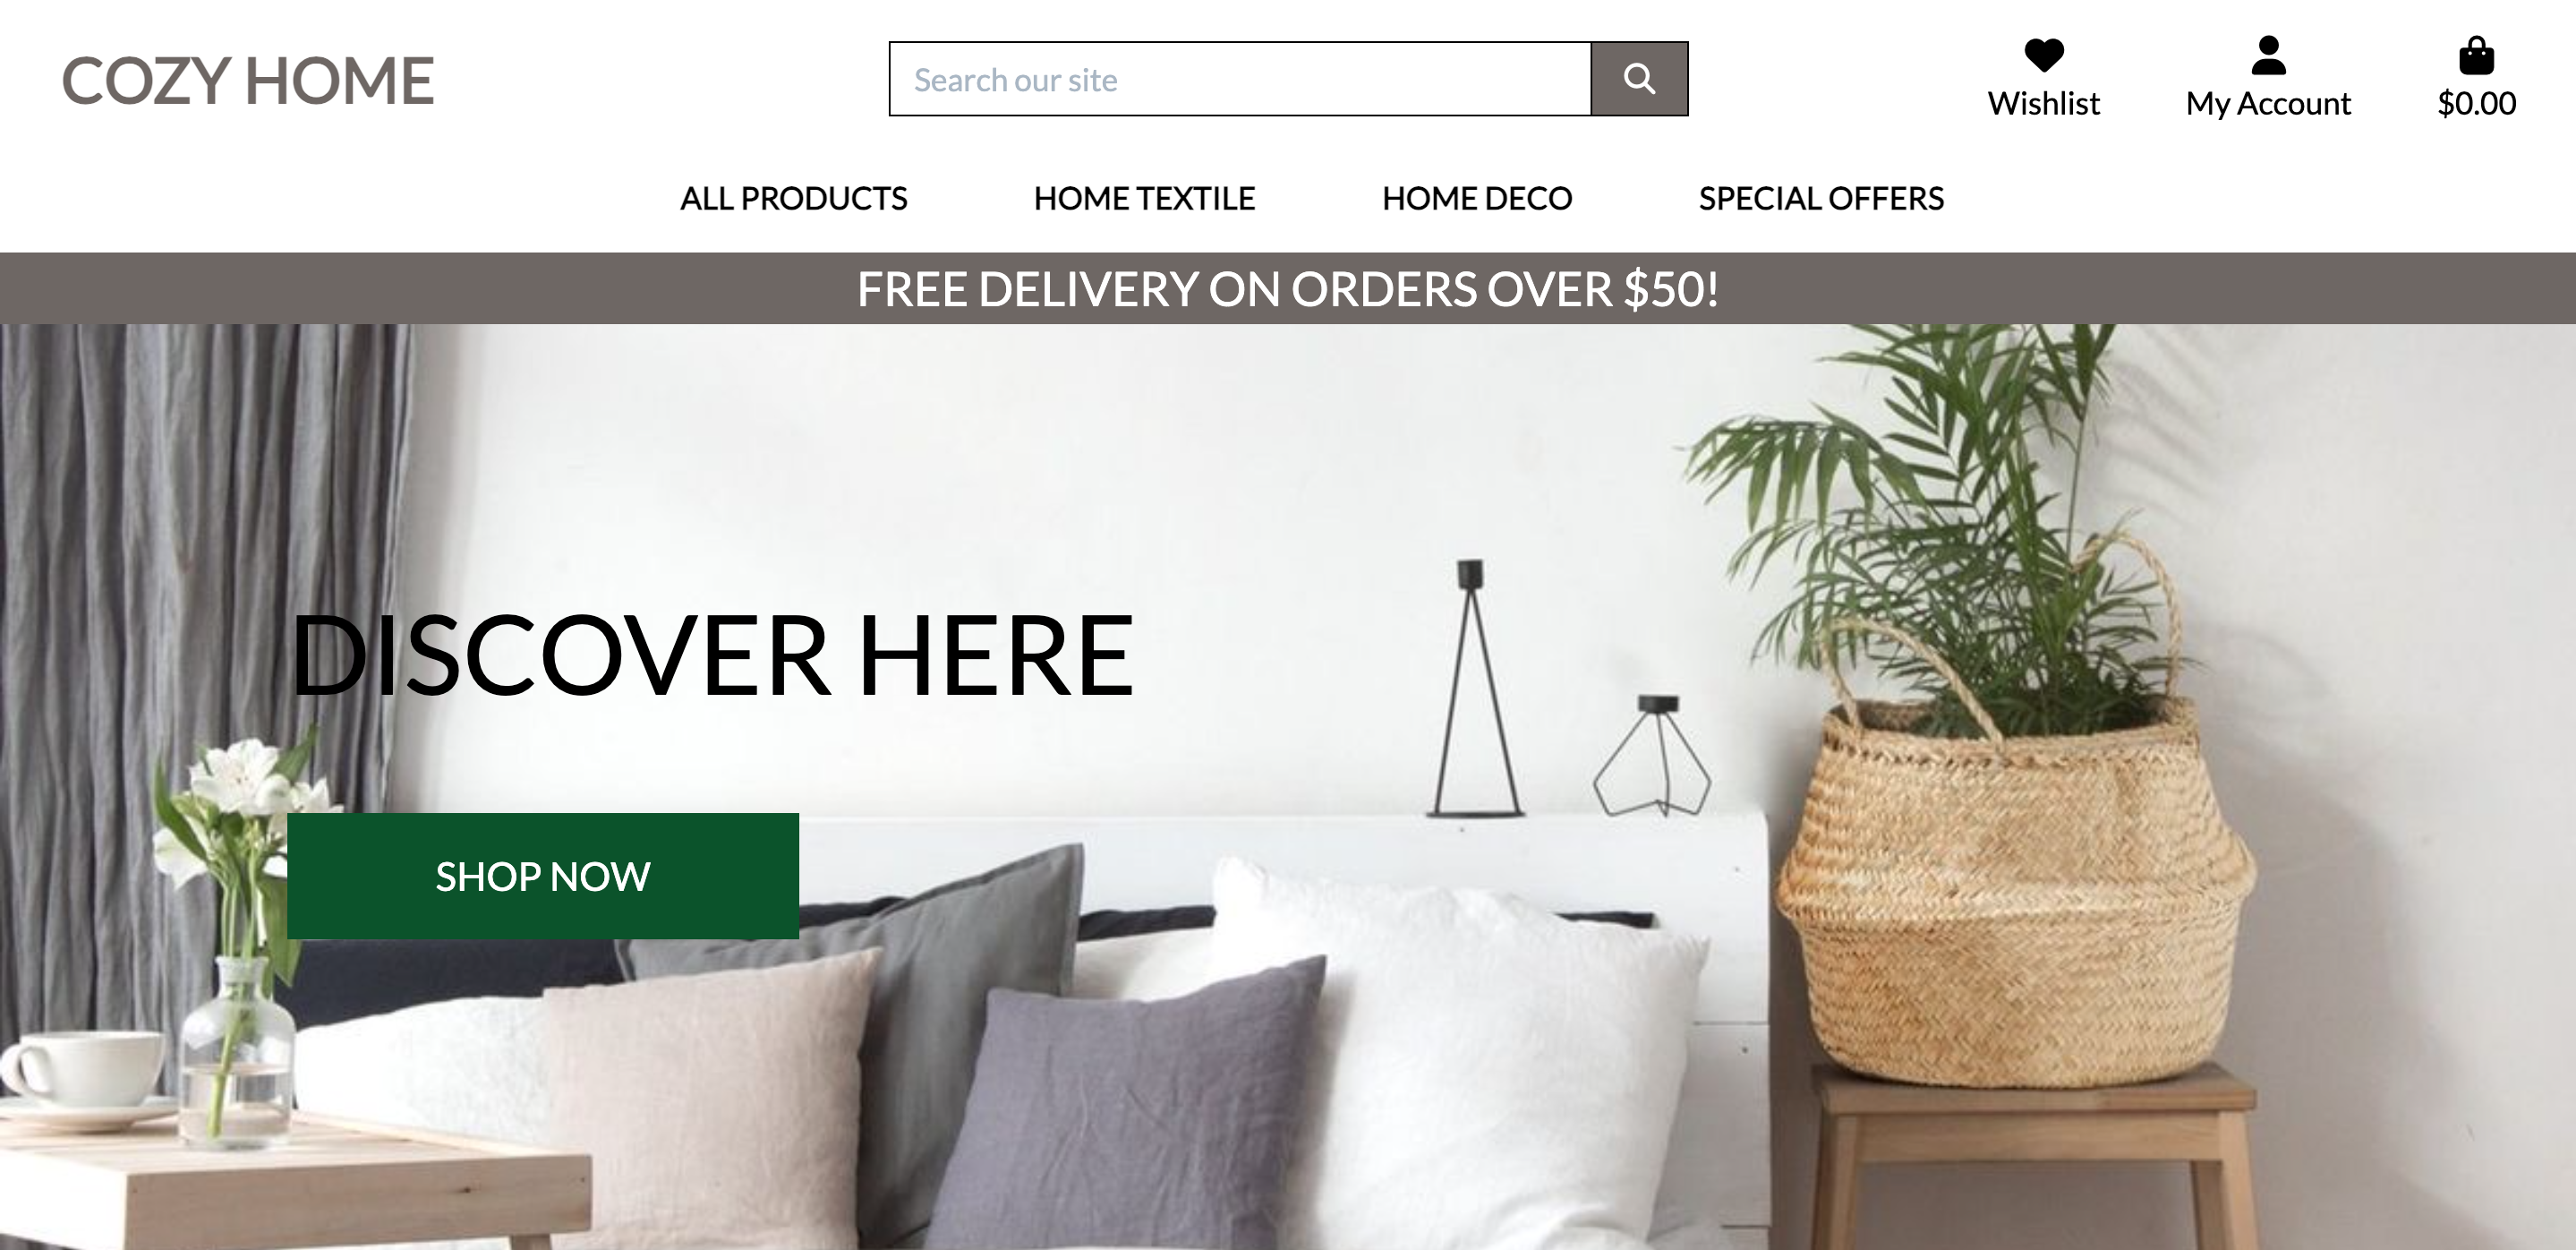 COZY HOME
Search our site
Wishlist
My Account
$0.00
ALL PRODUCTS
HOME TEXTILE
HOME DECO
SPECIAL OFFERS
FREE DELIVERY ON ORDERS OVER $50!
DISCOVER HERE
SHOP NOW